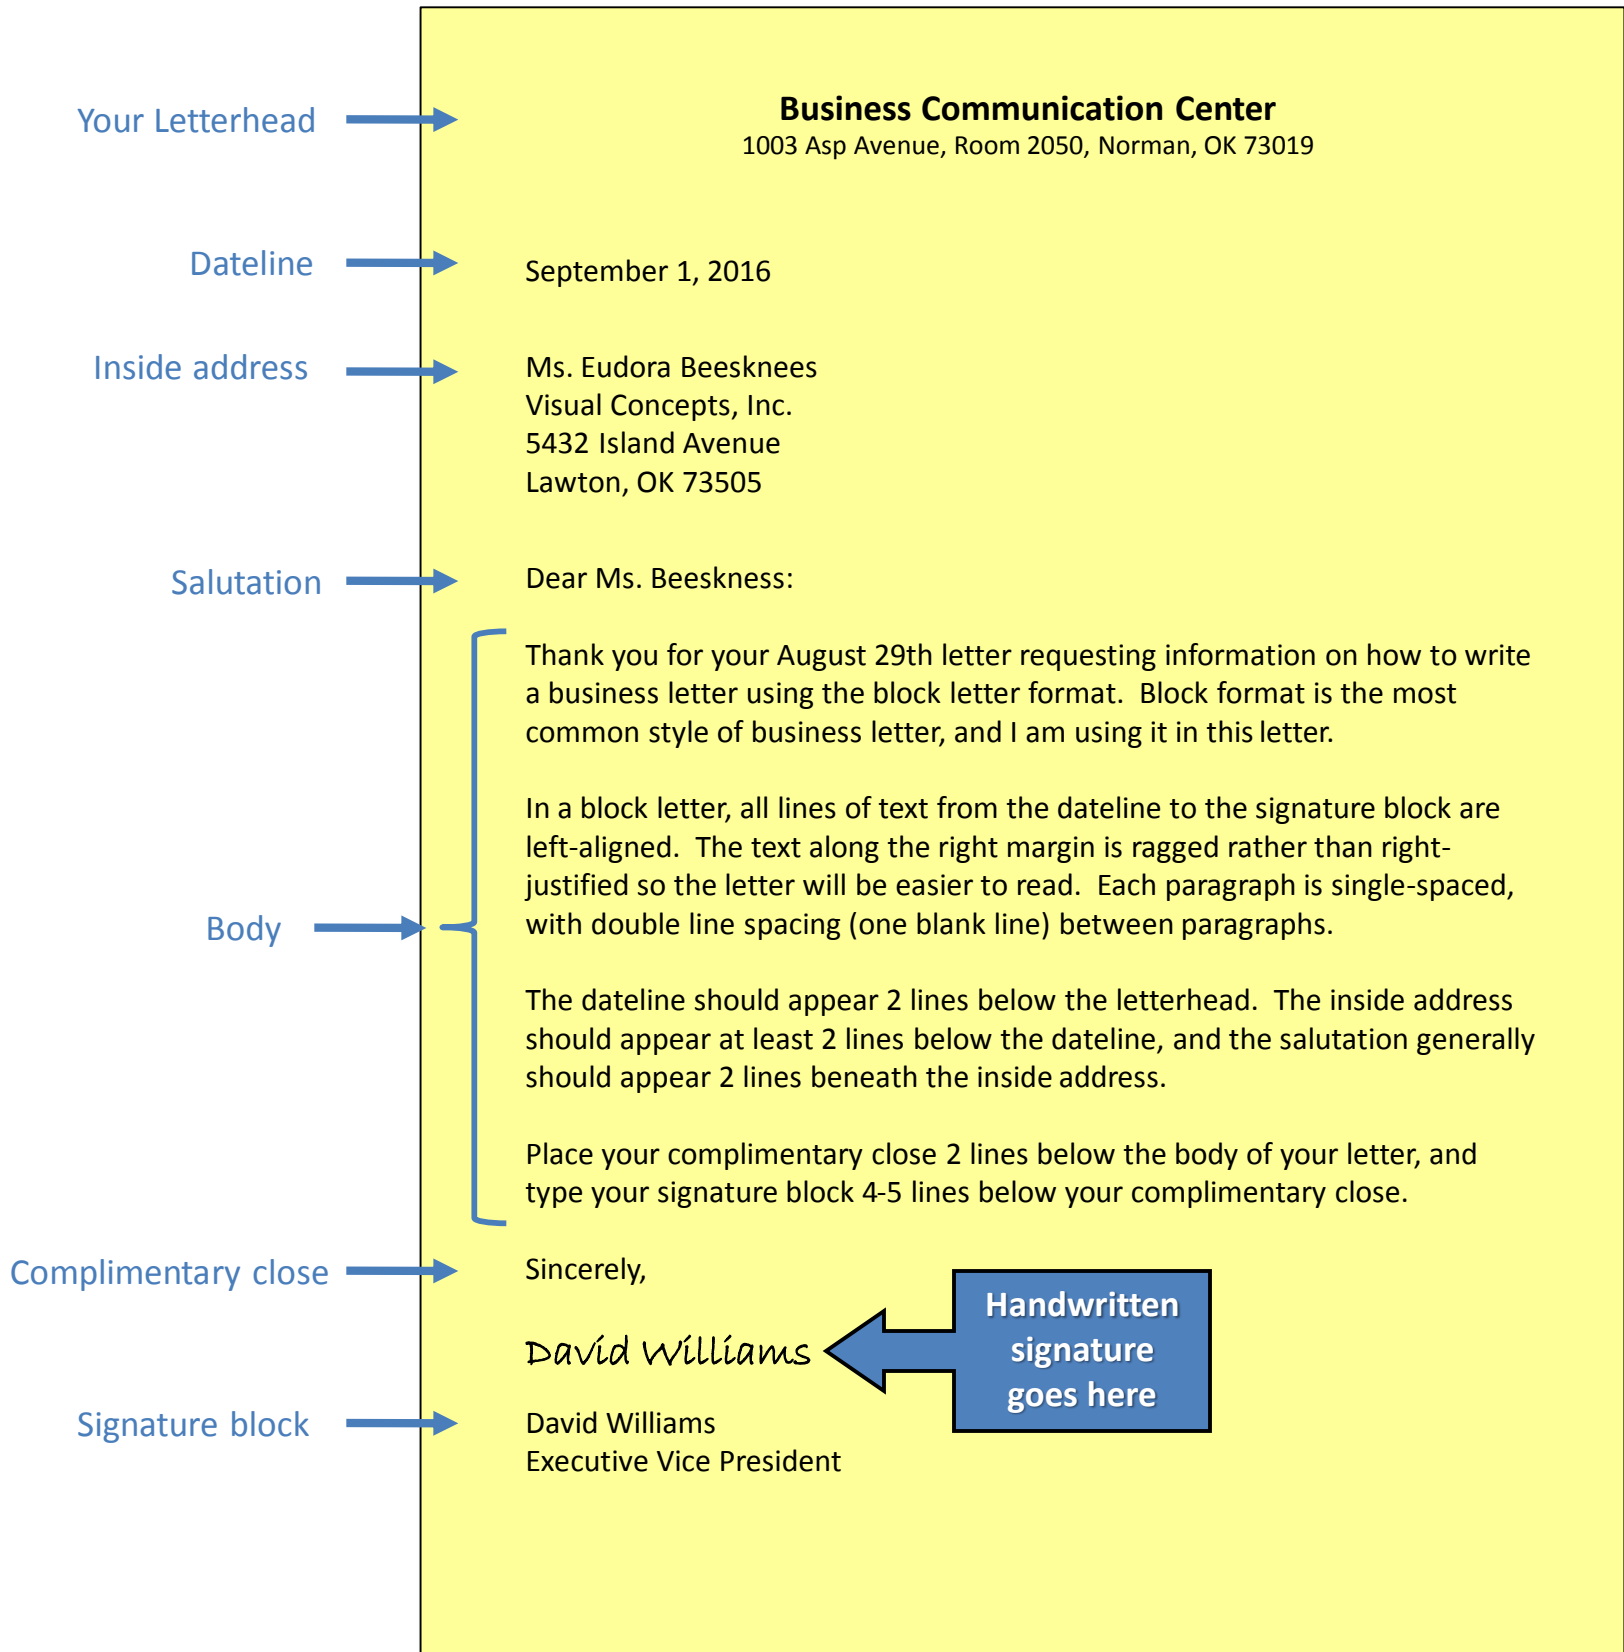 Your Letterhead
Business Communication Center
1003 Asp Avenue, Room 2050, Norman, OK 73019
Dateline
September 1, 2016
Inside address
Ms. Eudora Beesknees
Visual Concepts, Inc.
5432 Island Avenue
Lawton, OK 73505
Salutation
Dear Ms. Beeskness:
Thank you for your August 29th letter requesting information on how to write
a business letter using the block letter format.  Block format is the most
common style of business letter, and I am using it in this letter.
In a block letter, all lines of text from the dateline to the signature block are
left-aligned.  The text along the right margin is ragged rather than right-
justified so the letter will be easier to read.  Each paragraph is single-spaced,
with double line spacing (one blank line) between paragraphs.
Body
The dateline should appear 2 lines below the letterhead.  The inside address
should appear at least 2 lines below the dateline, and the salutation generally
should appear 2 lines beneath the inside address.
Place your complimentary close 2 lines below the body of your letter, and
type your signature block 4-5 lines below your complimentary close.
Complimentary close
Sincerely,
David Williams
Handwritten
signature
goes here
Signature block
David Williams
Executive Vice President